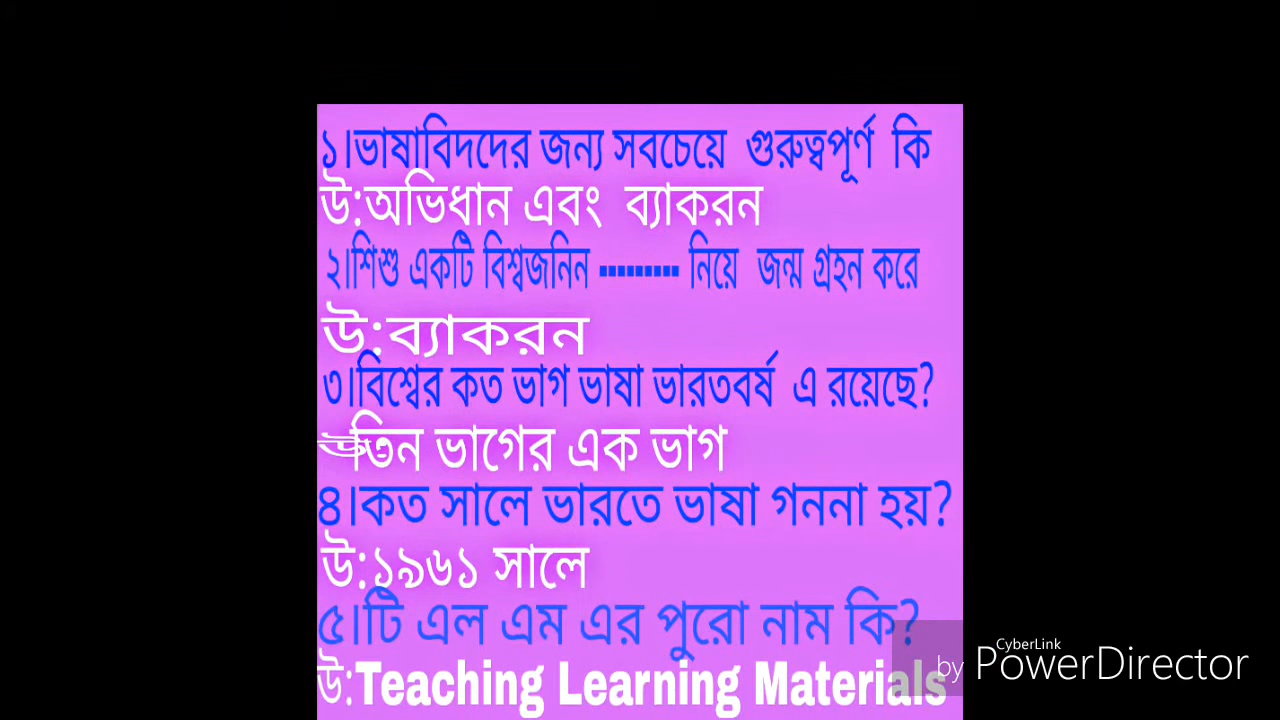 ১।ভাষাবিদদের জন্য সবচেয়ে গুরুত্বপূর্ণ কি
উ:অভিধান এবং ব্যাকরন
২।শিশু একটি বিশ্বজনিন --------- নিয়ে জন্ম গ্রহন করে
উ:ব্যাকরন
৩।বিশ্বের কত ভাগ ভাষা ভারতবর্ষ এ রয়েছে?
তিন ভাগের এক ভাগ
৪।কত সালে ভারতে ভাষা গননা হয়?
উ:১৯৬১ সালে
৫।টি এল এম এর পুরো নাম কি?
উ:Teaching Learning Materials
CyberLink
by PowerDirector